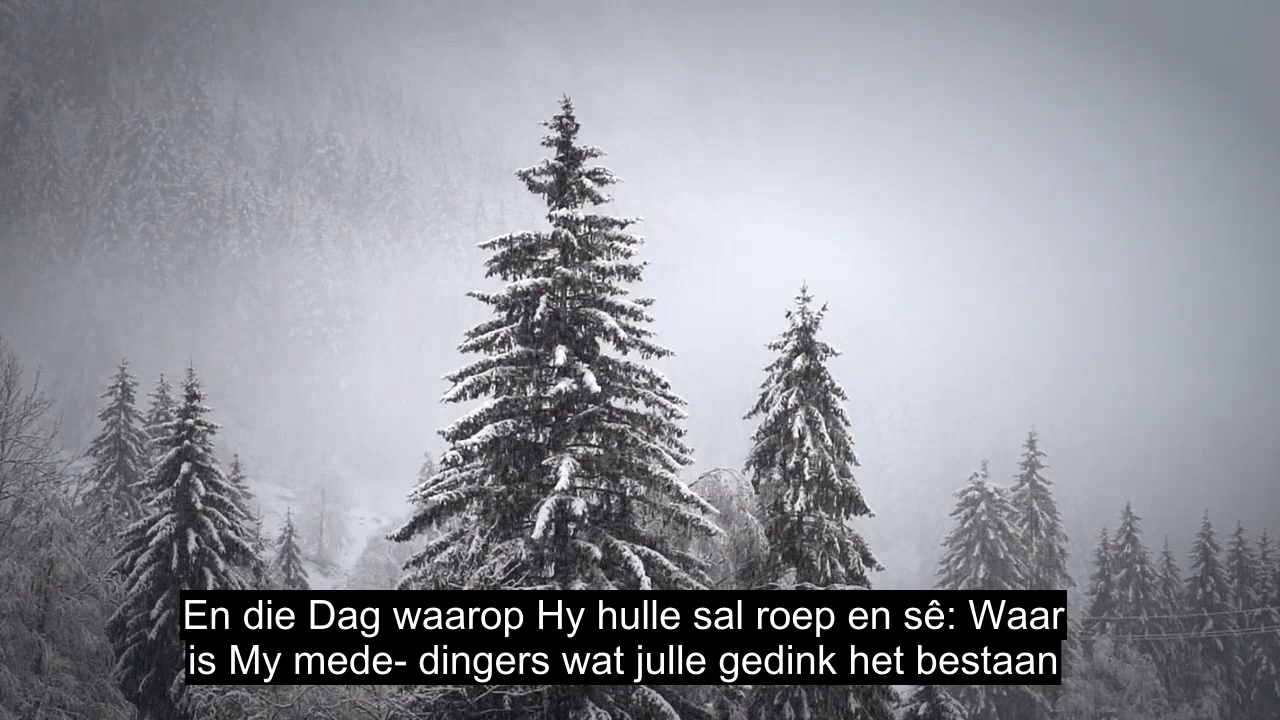 En die Dag waarop Hy hulle sal roep en sê: Waar
is My mede- dingers wat julle gedink het bestaan